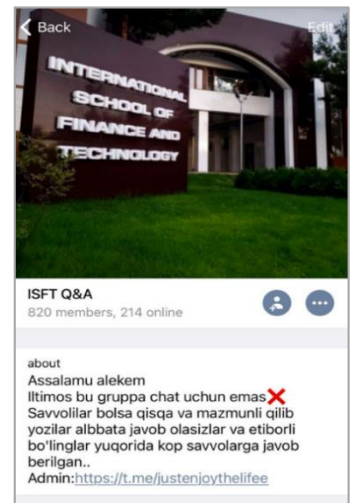 Back
Edit
INTERNATIONAL
SCHOOL OF
FINANCE AND
TECHNOLOGY
ISFT Q&A
820 members, 214 online
about
Assalamu alekem
Iltimos bu gruppa chat uchun emas❌
Savvolilar bolsa qisqa va mazmunli qilib
yozilar albbata javob olasizlar va etiborli
bo'linglar yuqorida kop savvolarga javob
berilgan..
Admin:https://t.me/justenjoythelifee